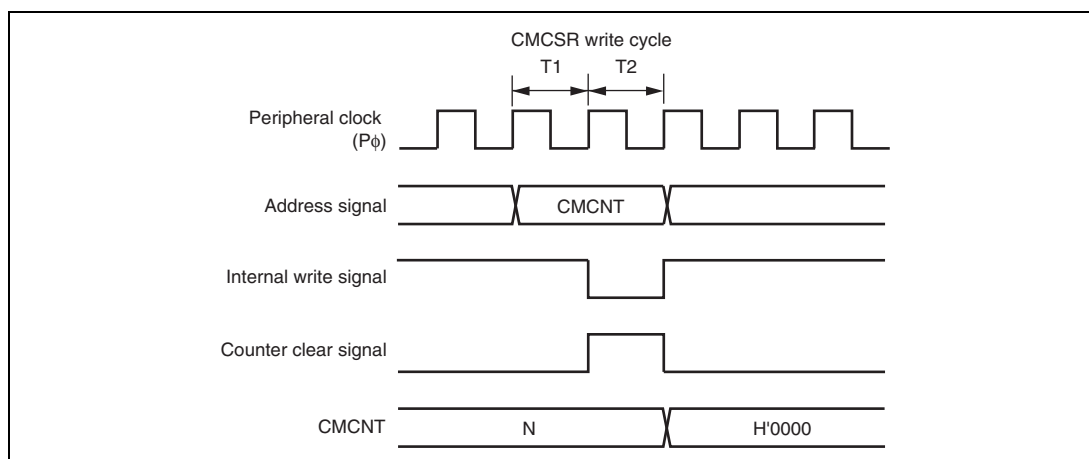 CMCSR write cycle
T1 T2
Peripheral clock
(Pϕ)
Address signal CMCNT
Internal write signal
Counter clear signal
CMCNT N H'0000